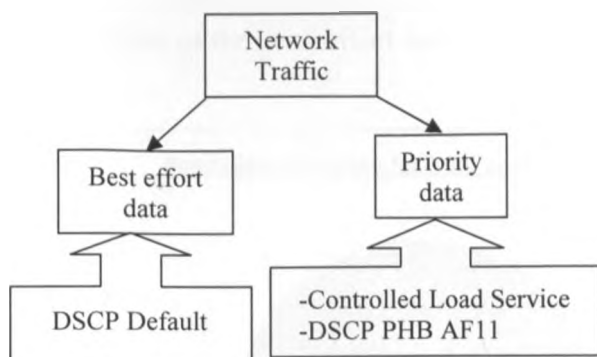 Network
Traffic
Best effort
data
Priority
data
DSCP Default
-Controlled Load Service
-DSCP PHB AF11